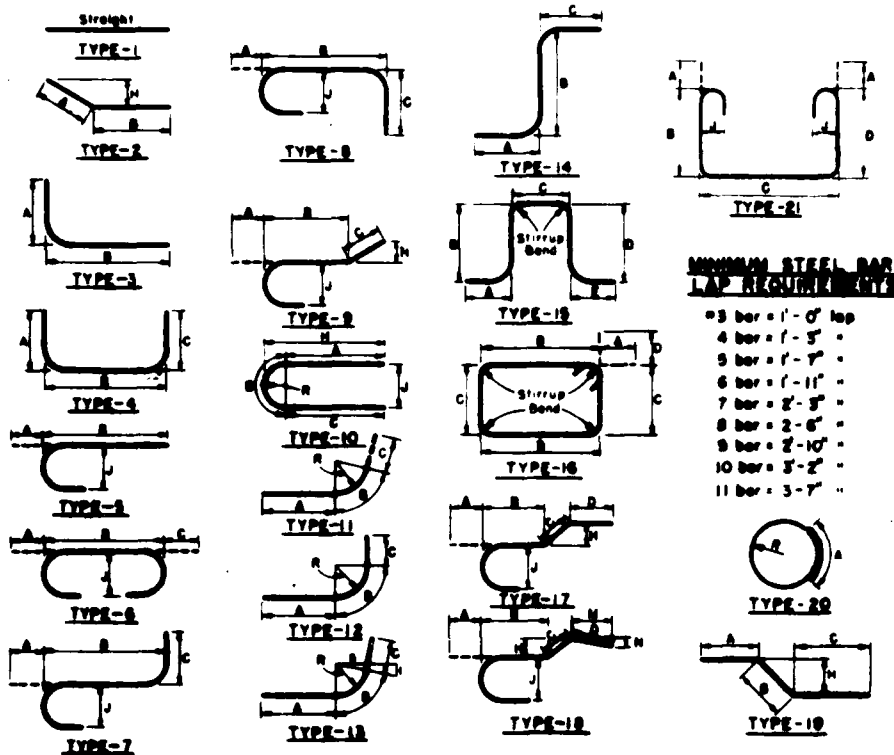 Straight
TYPE-1
A H
B
TYPE-2
A
B
TYPE-3
A C
B
TYPE-4
A B
J
TYPE-5
A B C
J
TYPE-6
A B C
J
TYPE-7
A B
J C
TYPE-8
A B C H
J
TYPE-9
H
A
B R J
C
TYPE-10
R C
A B
TYPE-11
R C
A B
TYPE-12
R C
A B
TYPE-13
C
B
A
TYPE-14
C
B Stirrup D
Bend
A E
TYPE-15
B A D
C Stirrup C
Bend
B
TYPE-16
A B C D
J H
TYPE-17
A B C M
H J N
TYPE-18
A A
B J J D
C
TYPE-21
MINIMUM STEEL BAR
LAP REQUIREMENTS
#3 bar = 1'-0" lap
4 bar = 1'-3" "
5 bar = 1'-7" "
6 bar = 1'-11" "
7 bar = 2'-3" "
8 bar = 2-6" "
9 bar = 2'-10" "
10 bar = 3'-2" "
11 bar = 3-7" "
R A
TYPE-20
A C
B H
TYPE-19